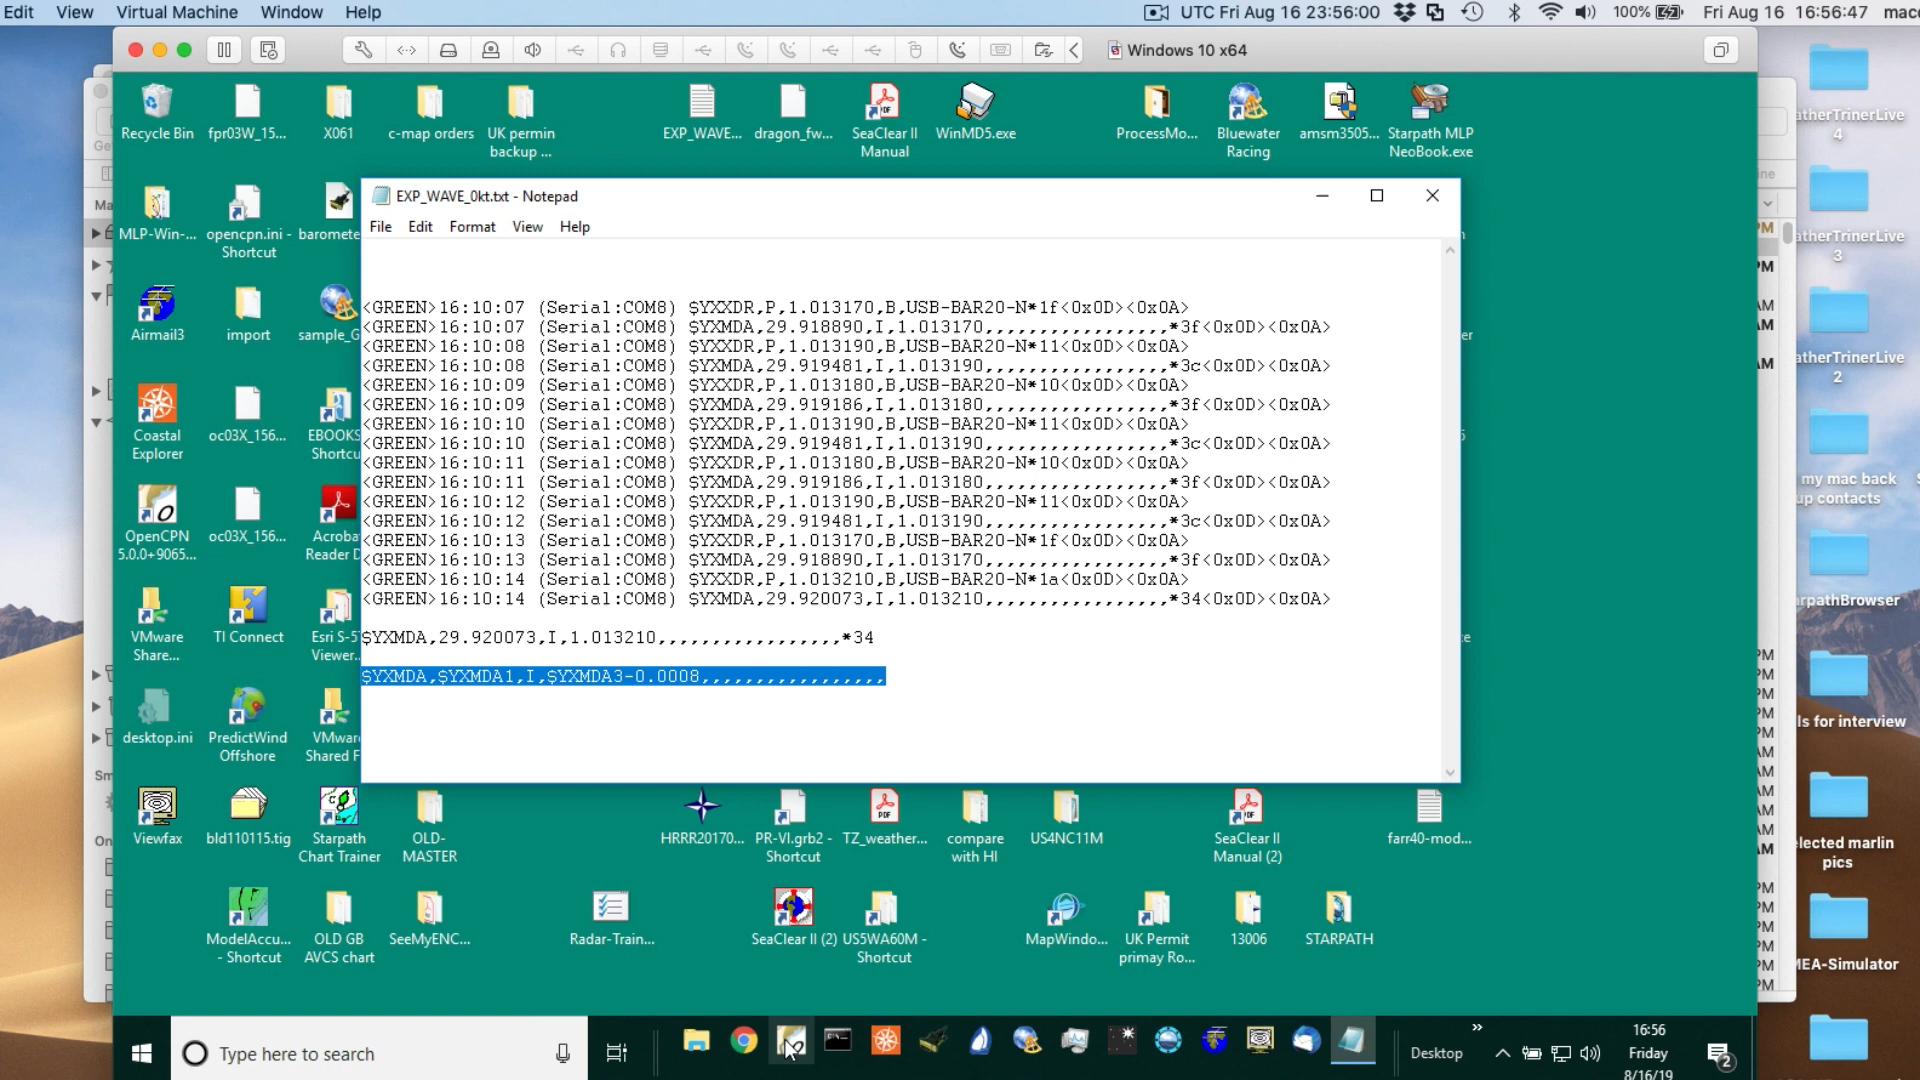 Edit View Virtual Machine Window Help UTC Fri Aug 16 23:56:00 100% Fri Aug 16 16:56:47
Windows 10 x64
Recycle Bin fpr03W_15... X061 c-map orders UK permin backup ... EXP_WAVE... dragon_fw... SeaClear II Manual WinMD5.exe ProcessMo... Bluewater Racing amsm3505... Starpath MLP NeoBook.exe
EXP_WAVE_0kt.txt - Notepad
File Edit Format View Help
<GREEN>16:10:07 (Serial:COM8) $YXXDR,P,1.013170,B,USB-BAR20-N*1f<0x0D><0x0A>
<GREEN>16:10:07 (Serial:COM8) $YXMDA,29.918890,I,1.013170,,,,,,,,,,,,,,,,,*3f<0x0D><0x0A>
<GREEN>16:10:08 (Serial:COM8) $YXXDR,P,1.013190,B,USB-BAR20-N*11<0x0D><0x0A>
<GREEN>16:10:08 (Serial:COM8) $YXMDA,29.919481,I,1.013190,,,,,,,,,,,,,,,,,*3c<0x0D><0x0A>
<GREEN>16:10:09 (Serial:COM8) $YXXDR,P,1.013180,B,USB-BAR20-N*10<0x0D><0x0A>
<GREEN>16:10:09 (Serial:COM8) $YXMDA,29.919186,I,1.013180,,,,,,,,,,,,,,,,,*3f<0x0D><0x0A>
<GREEN>16:10:10 (Serial:COM8) $YXXDR,P,1.013190,B,USB-BAR20-N*11<0x0D><0x0A>
<GREEN>16:10:10 (Serial:COM8) $YXMDA,29.919481,I,1.013190,,,,,,,,,,,,,,,,,*3c<0x0D><0x0A>
<GREEN>16:10:11 (Serial:COM8) $YXXDR,P,1.013180,B,USB-BAR20-N*10<0x0D><0x0A>
<GREEN>16:10:11 (Serial:COM8) $YXMDA,29.919186,I,1.013180,,,,,,,,,,,,,,,,,*3f<0x0D><0x0A>
<GREEN>16:10:12 (Serial:COM8) $YXXDR,P,1.013190,B,USB-BAR20-N*11<0x0D><0x0A>
<GREEN>16:10:12 (Serial:COM8) $YXMDA,29.919481,I,1.013190,,,,,,,,,,,,,,,,,*3c<0x0D><0x0A>
<GREEN>16:10:13 (Serial:COM8) $YXXDR,P,1.013170,B,USB-BAR20-N*1f<0x0D><0x0A>
<GREEN>16:10:13 (Serial:COM8) $YXMDA,29.918890,I,1.013170,,,,,,,,,,,,,,,,,*3f<0x0D><0x0A>
<GREEN>16:10:14 (Serial:COM8) $YXXDR,P,1.013210,B,USB-BAR20-N*1a<0x0D><0x0A>
<GREEN>16:10:14 (Serial:COM8) $YXMDA,29.920073,I,1.013210,,,,,,,,,,,,,,,,,*34<0x0D><0x0A>
$YXMDA,29.920073,I,1.013210,,,,,,,,,,,,,,,,,*34
$YXMDA,$YXMDA1,I,$YXMDA3-0.0008,,,,,,,,,,,,,,,,,
MLP-Win-... opencpn.ini - Shortcut
Airmail3 import
Coastal Explorer oc03X_156...
OpenCPN 5.0.0+9065... oc03X_156...
VMware Share... TI Connect
desktop.ini PredictWind Offshore
Viewfax bld110115.tig Starpath Chart Trainer OLD-MASTER HRRR20170... PR-VI.grb2 - Shortcut TZ_weather... compare with HI US4NC11M SeaClear II Manual (2) farr40-mod...
ModelAccu... - Shortcut OLD GB AVCS chart SeeMyENC... Radar-Train... SeaClear II (2) US5WA60M - Shortcut MapWindo... UK Permit primay Ro... 13006 STARPATH
my mac back up contacts
Type here to search Desktop 16:56
Friday
8/16/19
2